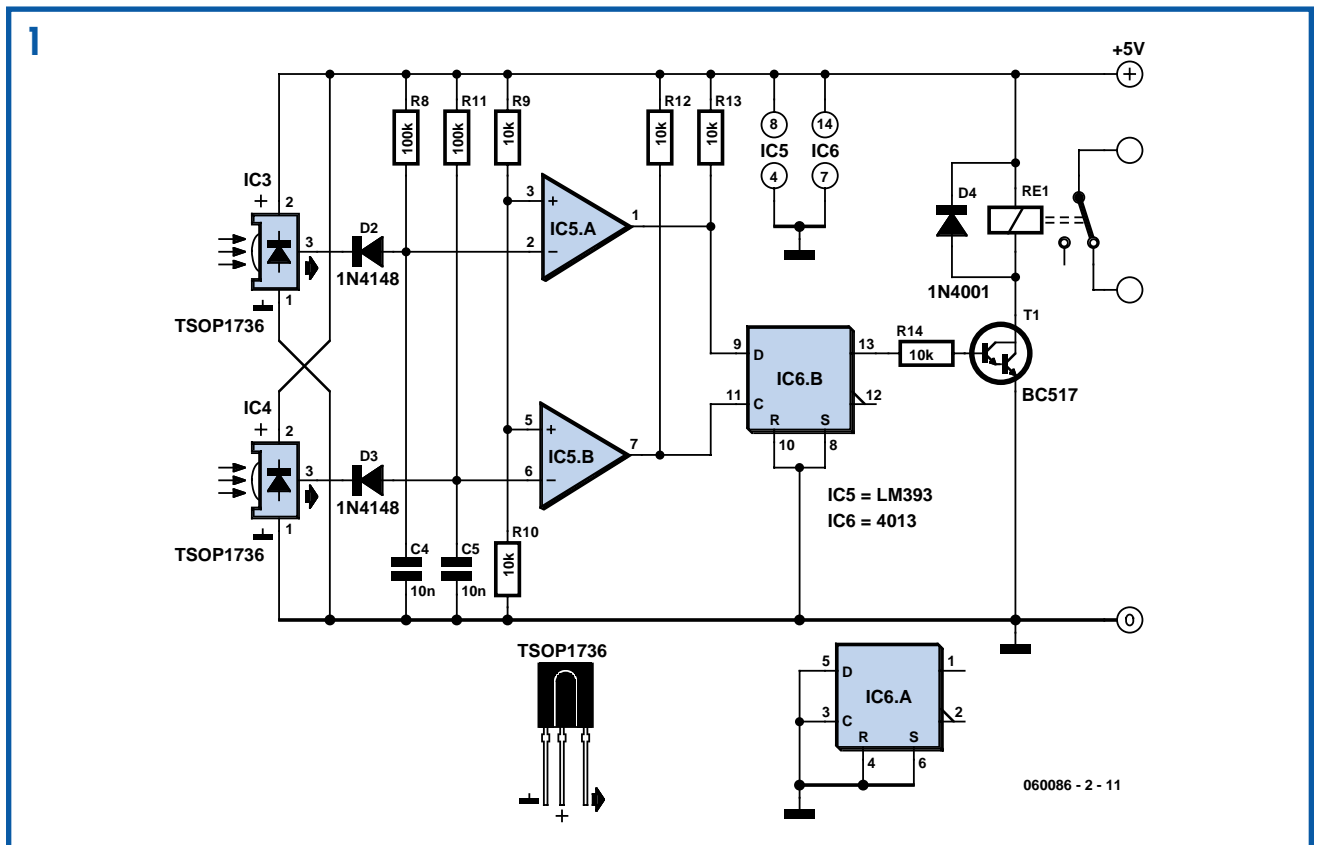 1
+5V
+
R8
R11
R9
R12
R13
100k
100k
10k
10k
10k
8
14
IC5
IC6
4
7
IC3
+
2
3
1
TSOP1736
D2
1N4148
3
+
2
–
IC5.A
1
D4
1N4001
RE1
T1
BC517
R14
10k
9
D
11
C
IC6.B
13
12
R
S
10
8
IC4
+
2
3
1
TSOP1736
D3
1N4148
5
+
6
–
IC5.B
7
IC5 = LM393
IC6 = 4013
R10
10k
C4
10n
C5
10n
0
TSOP1736
+
5
D
3
C
IC6.A
1
2
R
S
4
6
060086 - 2 - 11